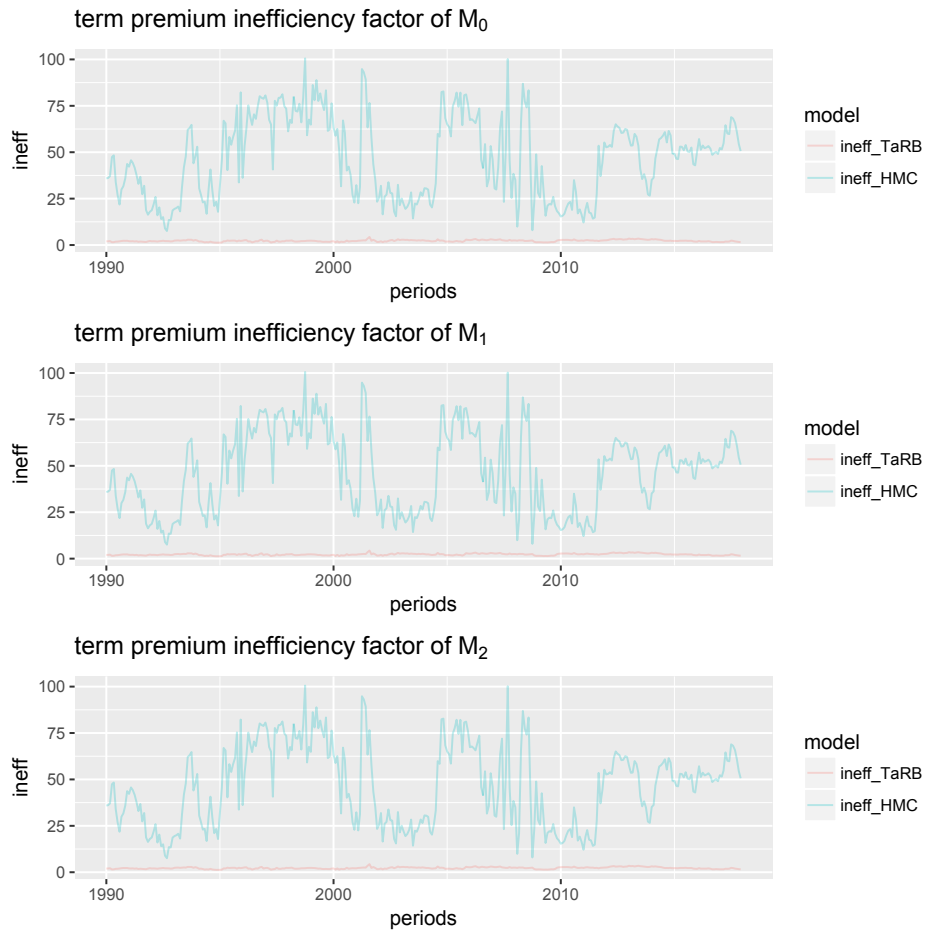 term premium inefficiency factor of M₀
100
75
50
25
0
ineff
1990
2000
2010
periods
model
ineff_TaRB
ineff_HMC
term premium inefficiency factor of M₁
100
75
50
25
0
ineff
1990
2000
2010
periods
model
ineff_TaRB
ineff_HMC
term premium inefficiency factor of M₂
100
75
50
25
0
ineff
1990
2000
2010
periods
model
ineff_TaRB
ineff_HMC